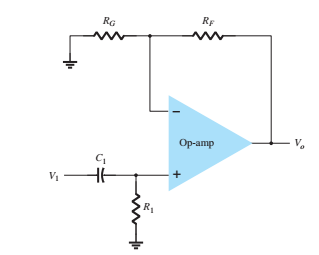 R_G
R_F
−
Op-amp
V_o
C_1
V_1
+
R_1